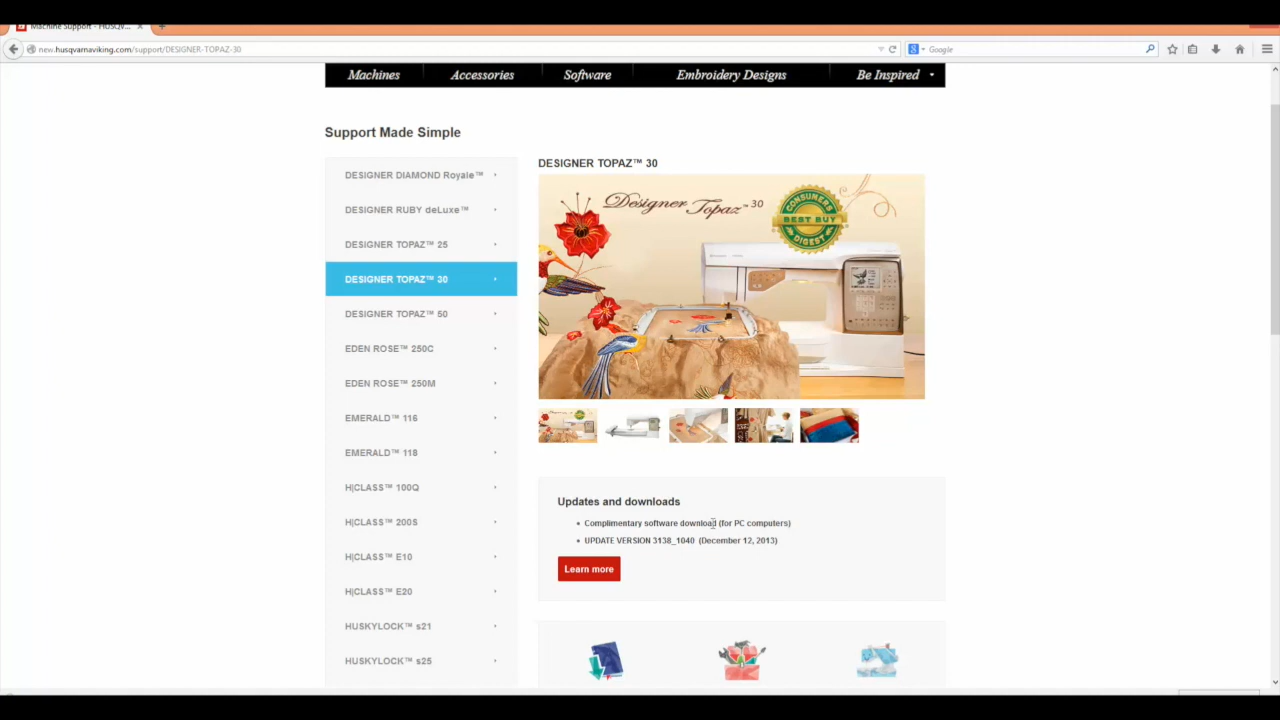 Machine Support - HUSQV...
new.husqvarnaviking.com/support/DESIGNER-TOPAZ-30
Google
Machines Accessories Software Embroidery Designs Be Inspired
Support Made Simple
DESIGNER DIAMOND Royale™
DESIGNER RUBY deLuxe™
DESIGNER TOPAZ™ 25
DESIGNER TOPAZ™ 30
DESIGNER TOPAZ™ 50
EDEN ROSE™ 250C
EDEN ROSE™ 250M
EMERALD™ 116
EMERALD™ 118
H|CLASS™ 100Q
H|CLASS™ 200S
H|CLASS™ E10
H|CLASS™ E20
HUSKYLOCK™ s21
HUSKYLOCK™ s25
DESIGNER TOPAZ™ 30
Designer Topaz™ 30
CONSUMERS
BEST BUY
DIGEST
Updates and downloads
• Complimentary software download (for PC computers)
• UPDATE VERSION 3138_1040 (December 12, 2013)
Learn more